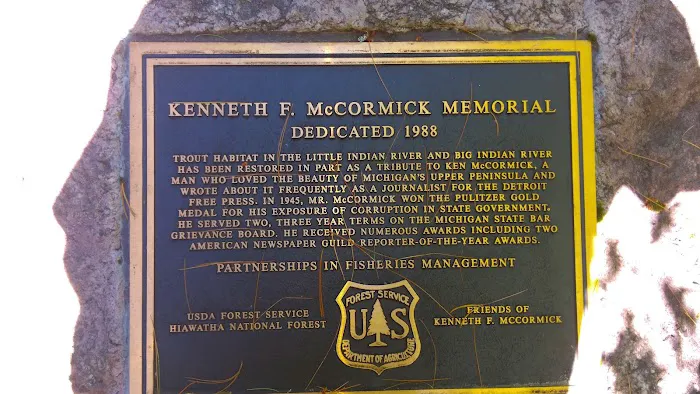 KENNETH F. McCORMICK MEMORIAL
DEDICATED 1988
TROUT HABITAT IN THE LITTLE INDIAN RIVER AND BIG INDIAN RIVER
HAS BEEN RESTORED IN PART AS A TRIBUTE TO KEN McCORMICK, A
MAN WHO LOVED THE BEAUTY OF MICHIGAN'S UPPER PENINSULA AND
WROTE ABOUT IT FREQUENTLY AS A JOURNALIST FOR THE DETROIT
FREE PRESS. IN 1945, MR. McCORMICK WON THE PULITZER GOLD
MEDAL FOR HIS EXPOSURE OF CORRUPTION IN STATE GOVERNMENT.
HE SERVED TWO, THREE YEAR TERMS ON THE MICHIGAN STATE BAR
GRIEVANCE BOARD. HE RECEIVED NUMEROUS AWARDS INCLUDING TWO
AMERICAN NEWSPAPER GUILD REPORTER-OF-THE-YEAR AWARDS.
PARTNERSHIPS IN FISHERIES MANAGEMENT
USDA FOREST SERVICE
HIAWATHA NATIONAL FOREST
FOREST SERVICE
U S
DEPARTMENT OF AGRICULTURE
FRIENDS OF
KENNETH F. MCCORMICK